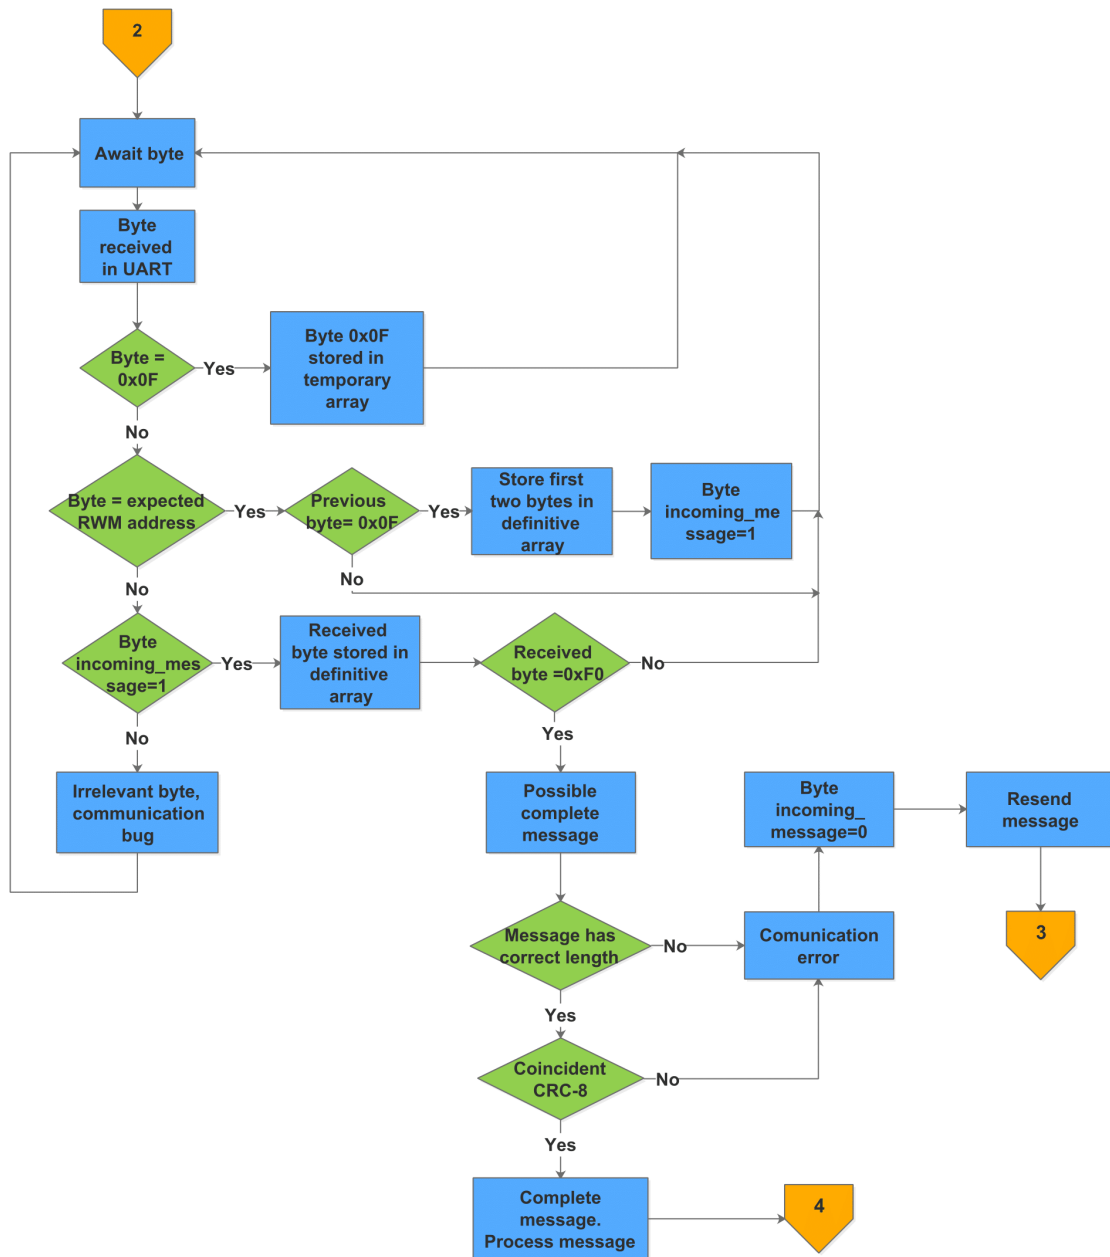 2
Await byte
Byte
received
in UART
Byte =
0x0F
Yes
Byte 0x0F
stored in
temporary
array
No
Byte = expected
RWM address
Yes
Previous
byte= 0x0F
Yes
Store first
two bytes in
definitive
array
Byte
incoming_me
ssage=1
No
No
Byte
incoming_mes
sage=1
Yes
Received
byte stored in
definitive
array
Received
byte =0xF0
No
No
Yes
Irrelevant byte,
communication
bug
Possible
complete
message
Byte
incoming_
message=0
Resend
message
Message has
correct length
No
Comunication
error
3
Yes
Coincident
CRC-8
No
Yes
Complete
message.
Process message
4